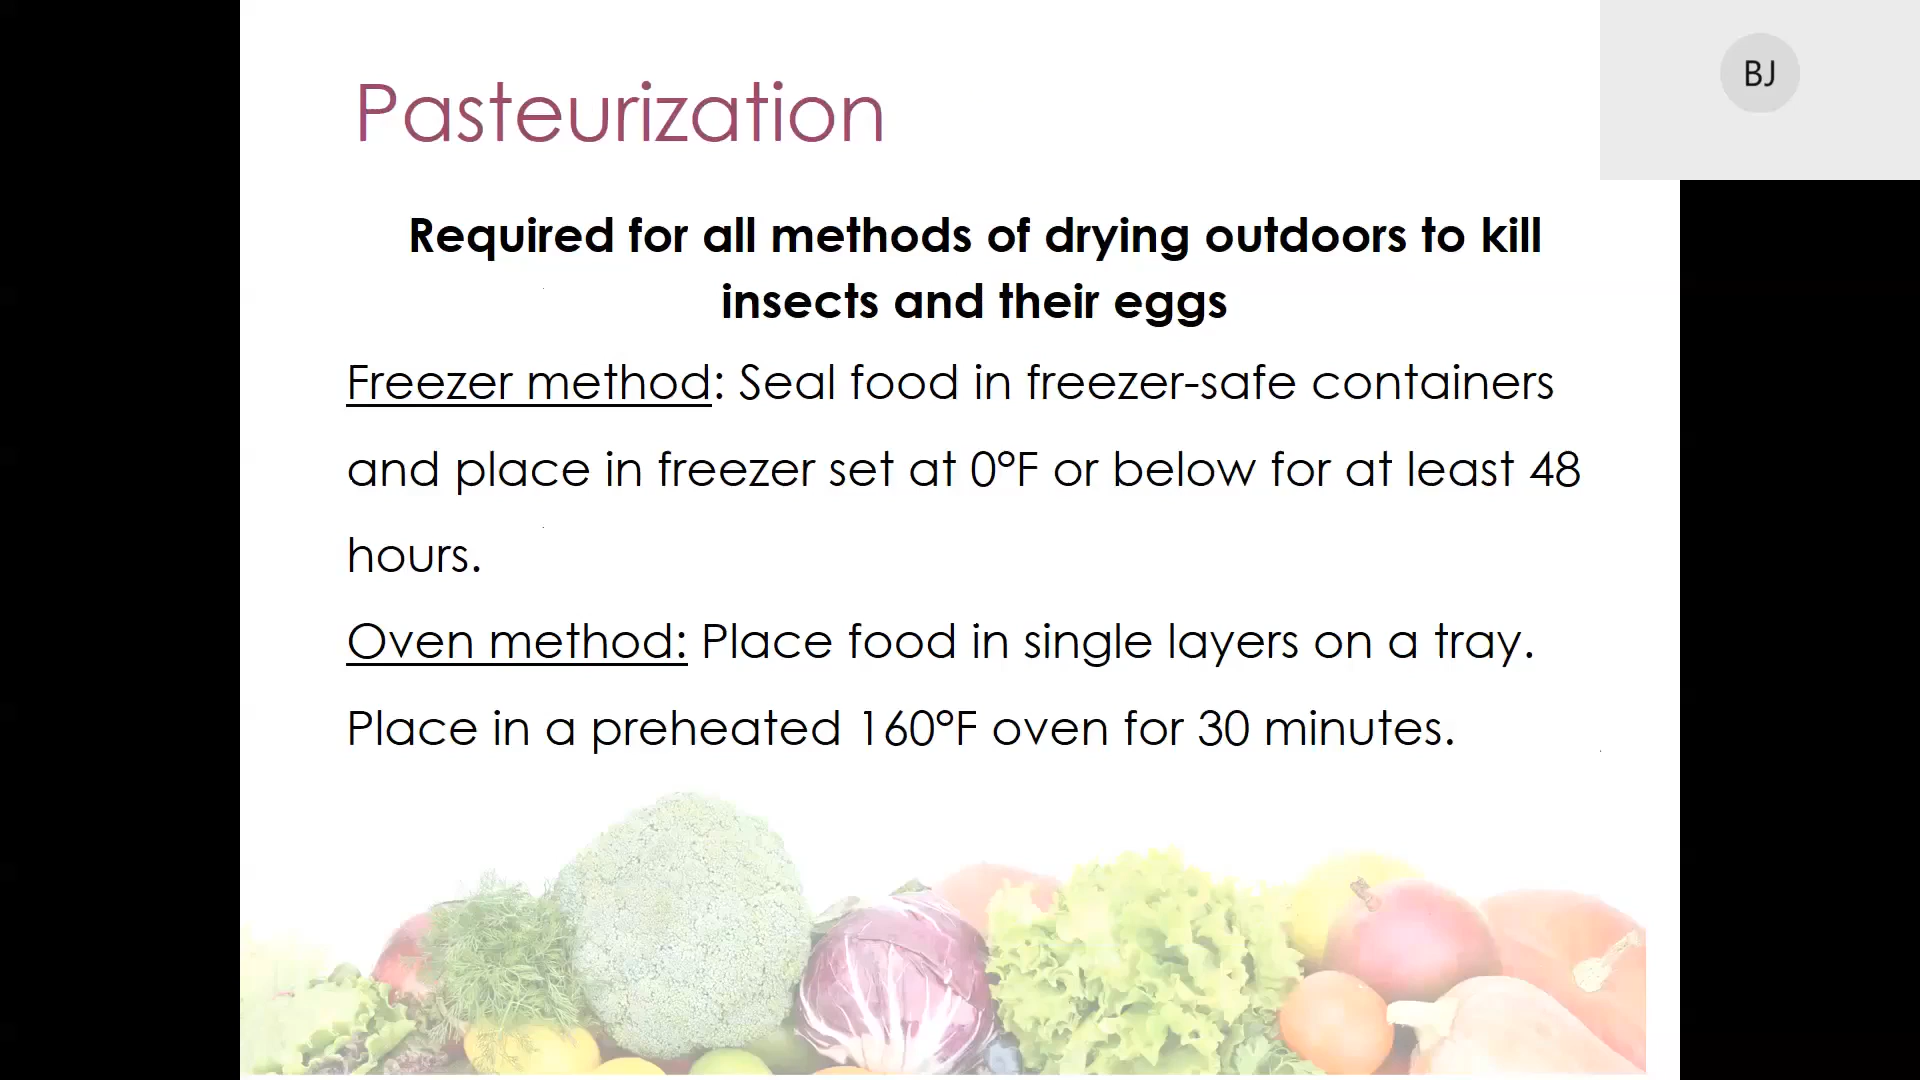 BJ
Pasteurization
Required for all methods of drying outdoors to kill
insects and their eggs
Freezer method: Seal food in freezer-safe containers
and place in freezer set at 0°F or below for at least 48
hours.
Oven method: Place food in single layers on a tray.
Place in a preheated 160°F oven for 30 minutes.